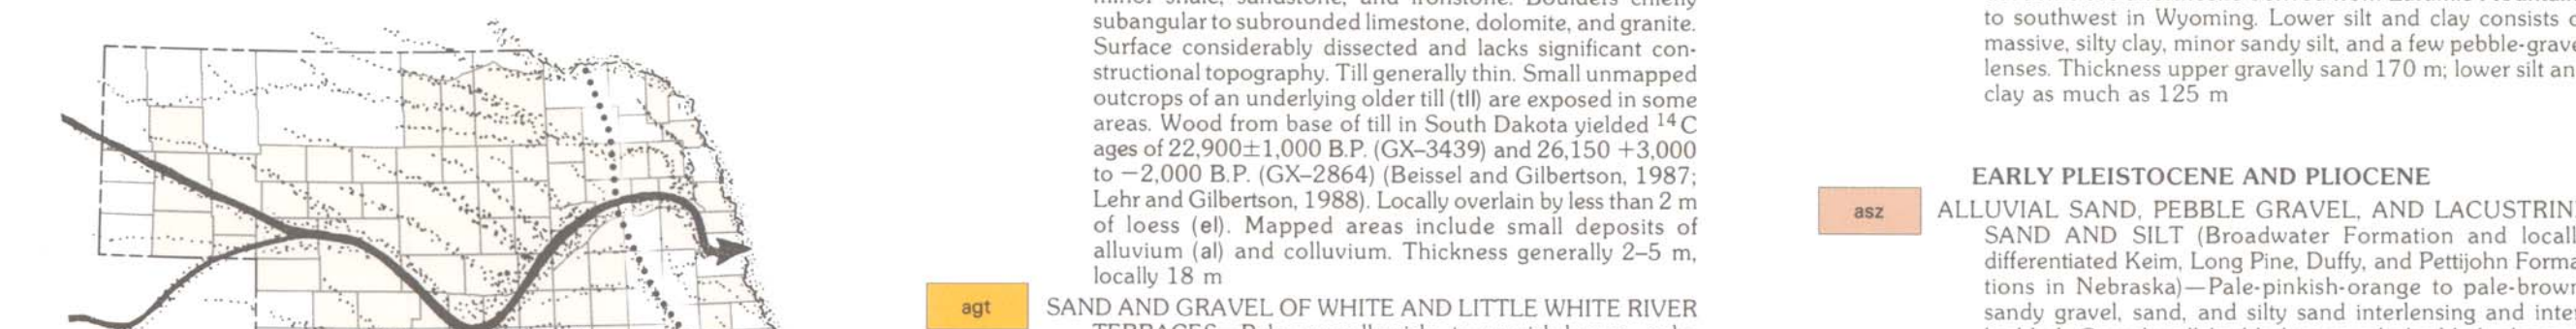 subangular to subrounded limestone, dolomite, and granite.
Surface considerably dissected and lacks significant con-
structional topography. Till generally thin. Small unmapped
outcrops of an underlying older till (tll) are exposed in some
areas. Wood from base of till in South Dakota yielded ¹⁴C
ages of 22,900±1,000 B.P. (GX–3439) and 26,150 +3,000
to −2,000 B.P. (GX–2864) (Beissel and Gilbertson, 1987;
Lehr and Gilbertson, 1988). Locally overlain by less than 2 m
of loess (el). Mapped areas include small deposits of
alluvium (al) and colluvium. Thickness generally 2–5 m,
locally 18 m
agt
SAND AND GRAVEL OF WHITE AND LITTLE WHITE RIVER
to southwest in Wyoming. Lower silt and clay consists
massive, silty clay, minor sandy silt, and a few pebble-grave
lenses. Thickness upper gravelly sand 170 m; lower silt an
clay as much as 125 m
EARLY PLEISTOCENE AND PLIOCENE
asz
ALLUVIAL SAND, PEBBLE GRAVEL, AND LACUSTRIN
SAND AND SILT (Broadwater Formation and locall
differentiated Keim, Long Pine, Duffy, and Pettijohn Forma
tions in Nebraska)—Pale-pinkish-orange to pale-brown
sandy gravel, sand, and silty sand interlensing and inte